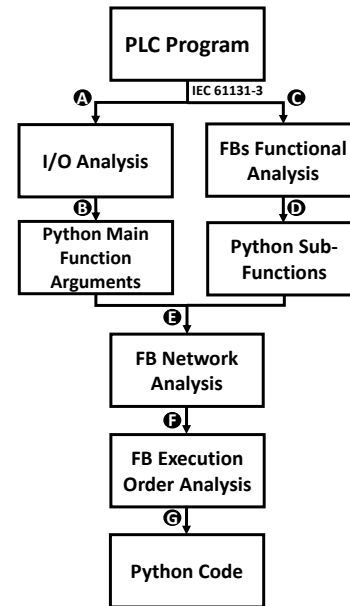 PLC Program
IEC 61131-3
A
C
I/O Analysis
FBs Functional
Analysis
B
D
Python Main
Function
Arguments
Python Sub-
Functions
E
FB Network
Analysis
F
FB Execution
Order Analysis
G
Python Code